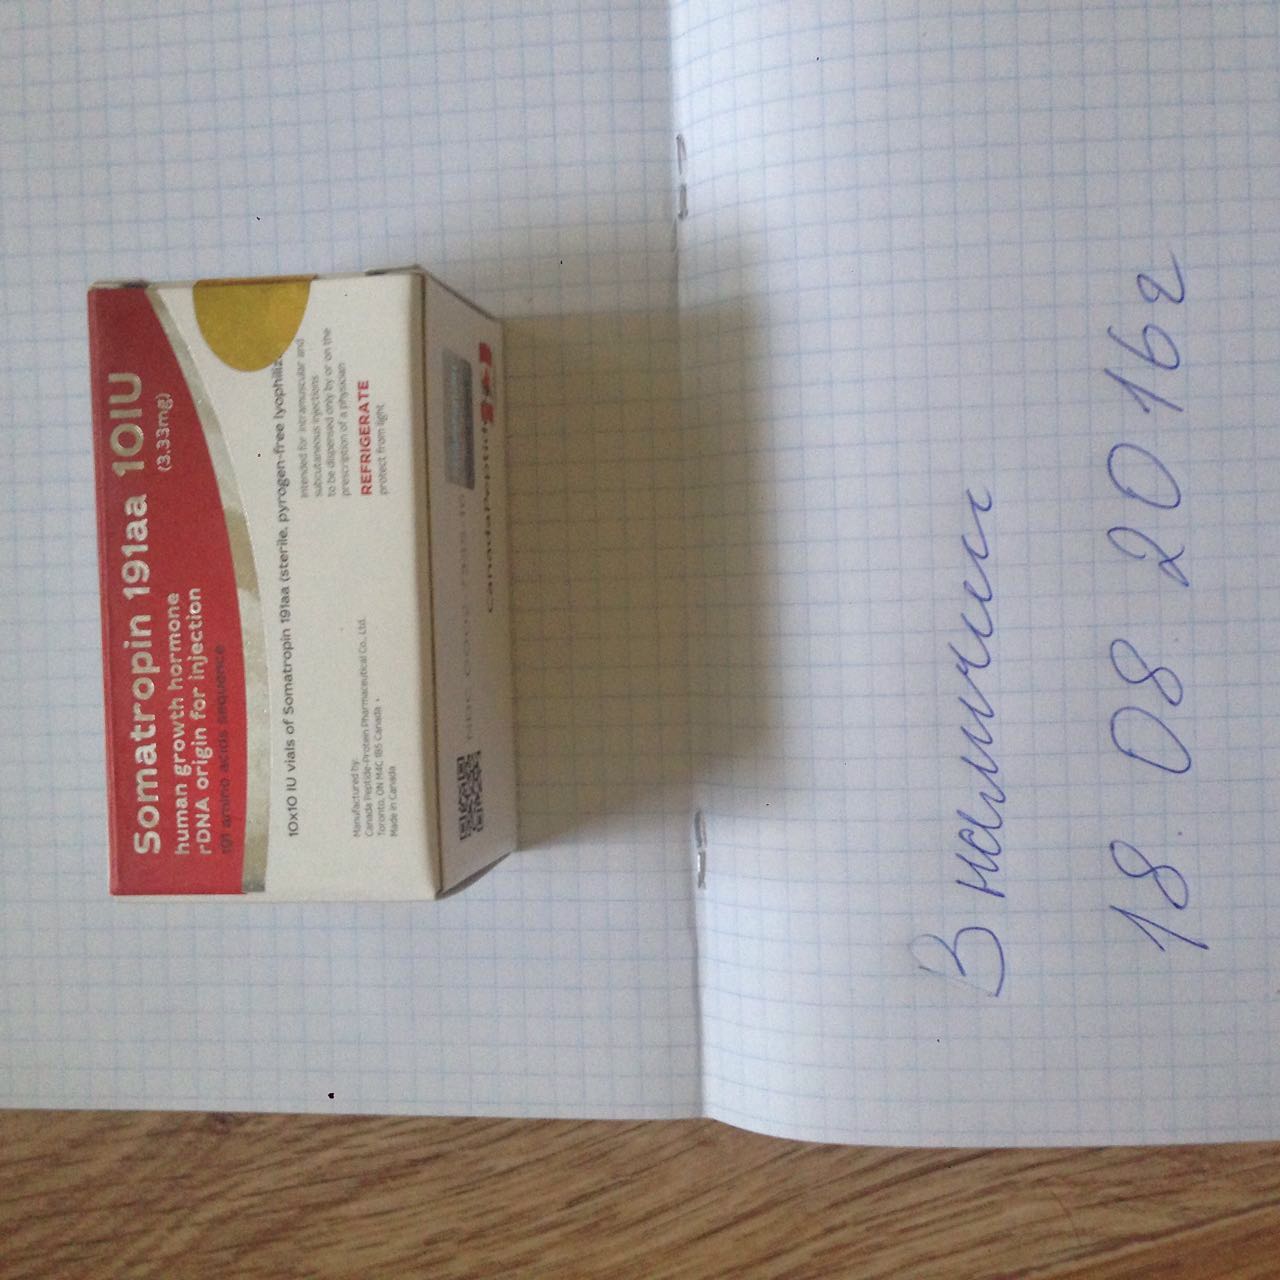 Somatropin 191aa 10IU
(3.33mg)
human growth hormone
rDNA origin for injection
191 amino acids sequence
10x10 IU vials of Somatropin 191aa (sterile, pyrogen-free lyophiliz
intended for intramuscular and
subcutaneous injections
to be dispensed only by or on the
prescription of a physician
REFRIGERATE
protect from light
Manufactured by:
Canada Peptide-Protein Pharmaceutical Co., Ltd.
Toronto, ON M4C 1B5 Canada •
Made in Canada
CanadaPeptides
В наличии
18. 08. 2016г